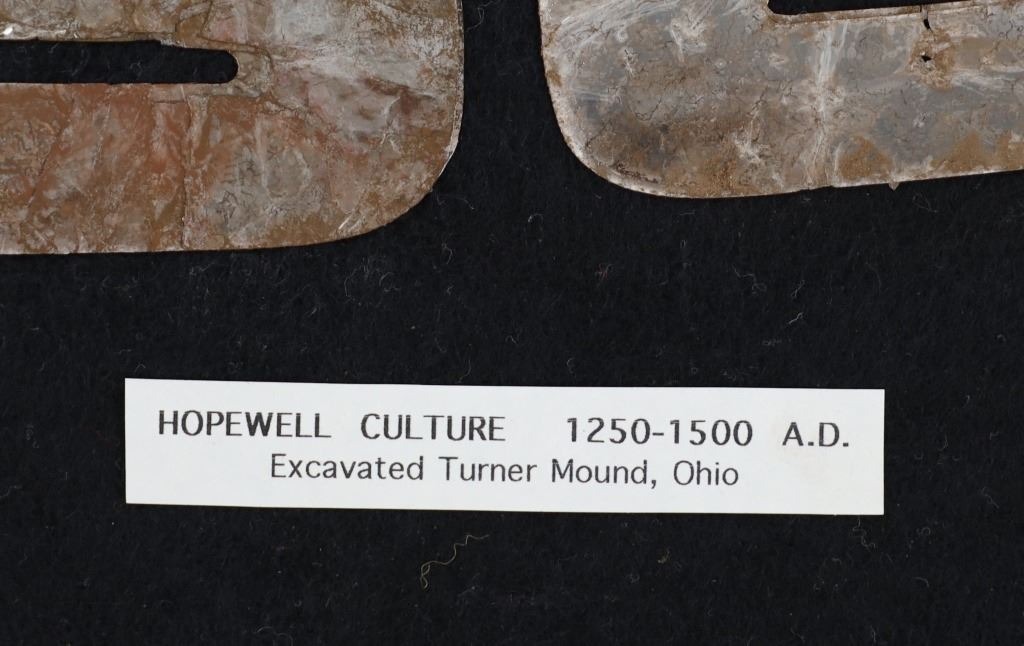 HOPEWELL CULTURE 1250-1500 A.D.
Excavated Turner Mound, Ohio